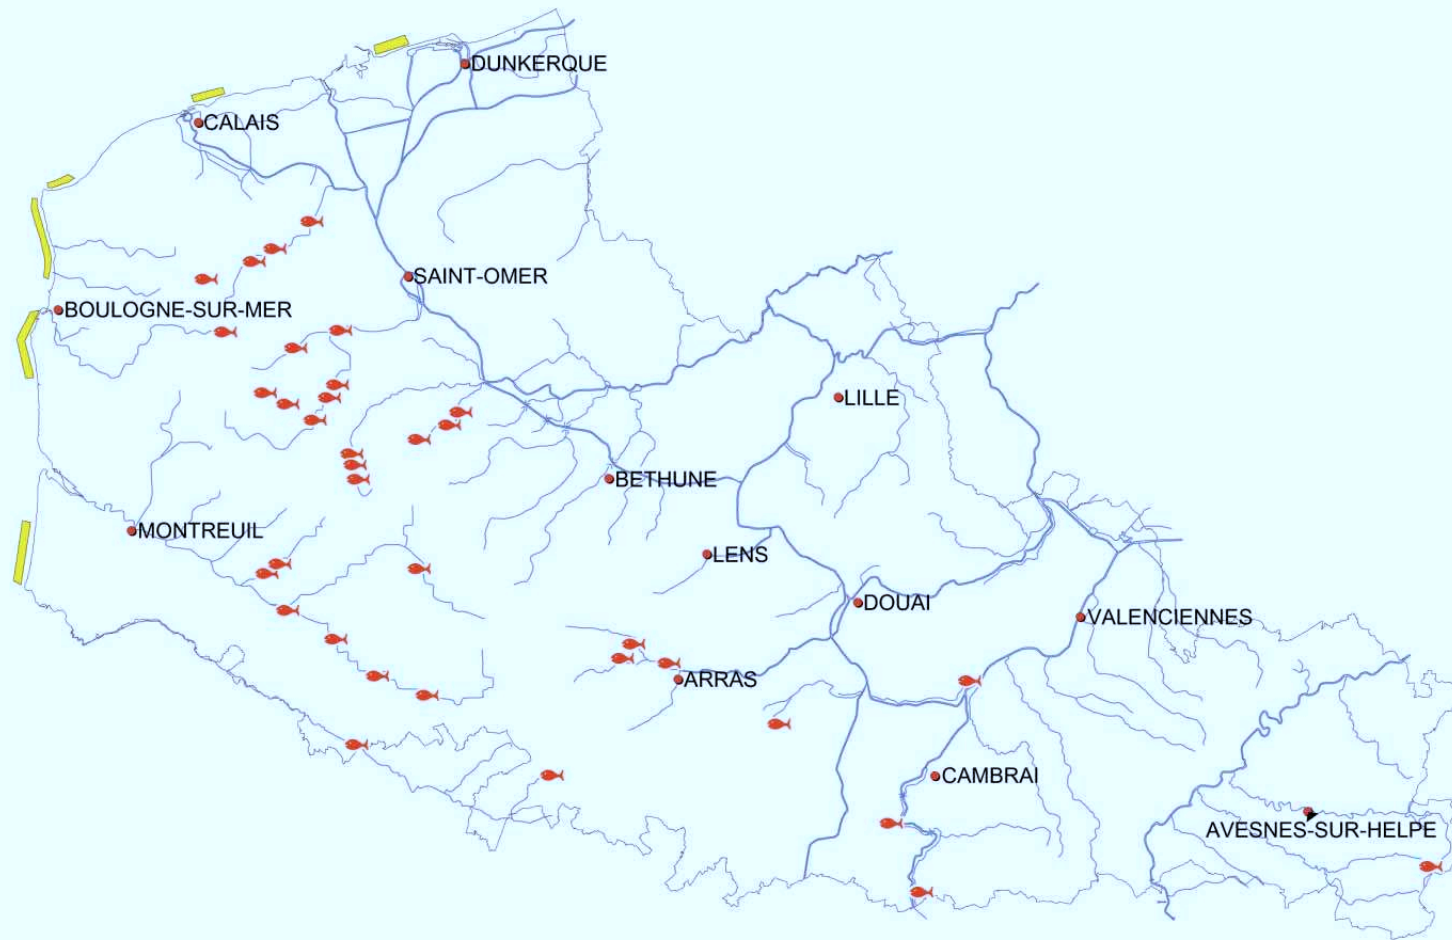 DUNKERQUE
CALAIS
SAINT-OMER
BOULOGNE-SUR-MER
LILLE
BETHUNE
MONTREUIL
LENS
DOUAI
VALENCIENNES
ARRAS
CAMBRAI
AVESNES-SUR-HELPE